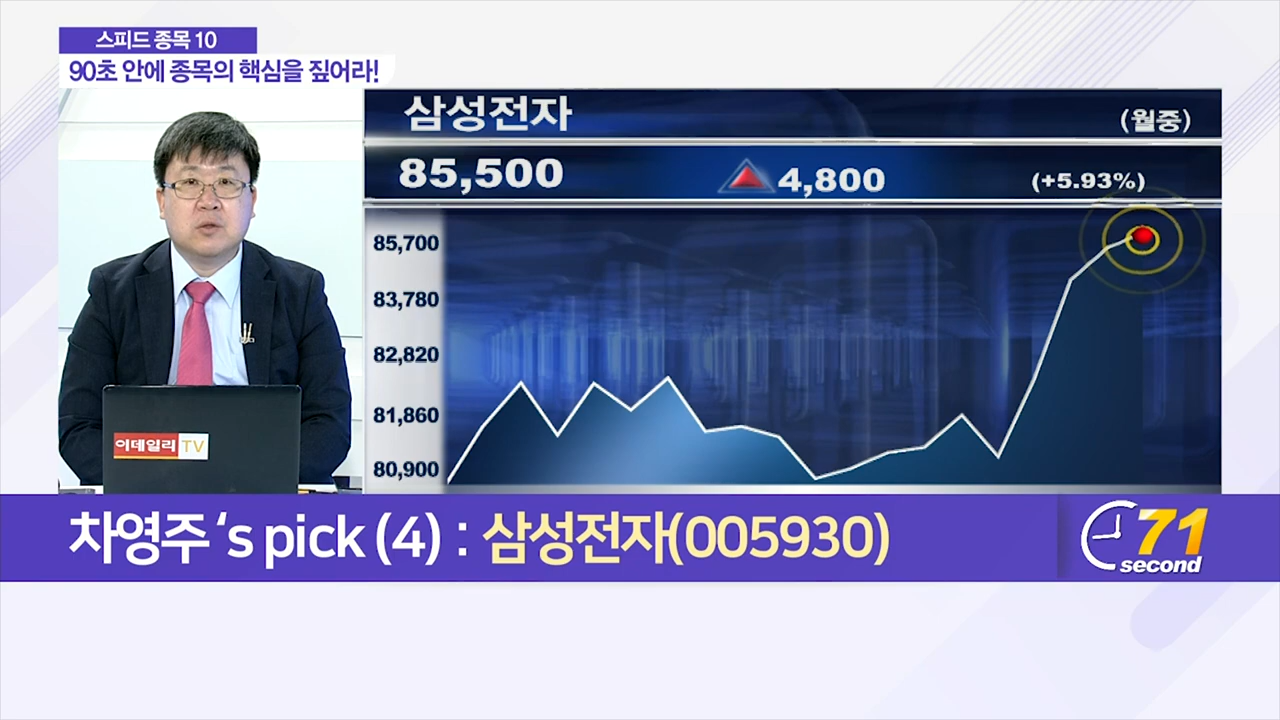 스피드 종목 10
90초 안에 종목의 핵심을 짚어라!
삼성전자 (월중)
85,500 4,800 (+5.93%)
85,700
83,780
82,820
81,860
80,900
이데일리TV
차영주 ‘s pick (4) : 삼성전자(005930)
71
second